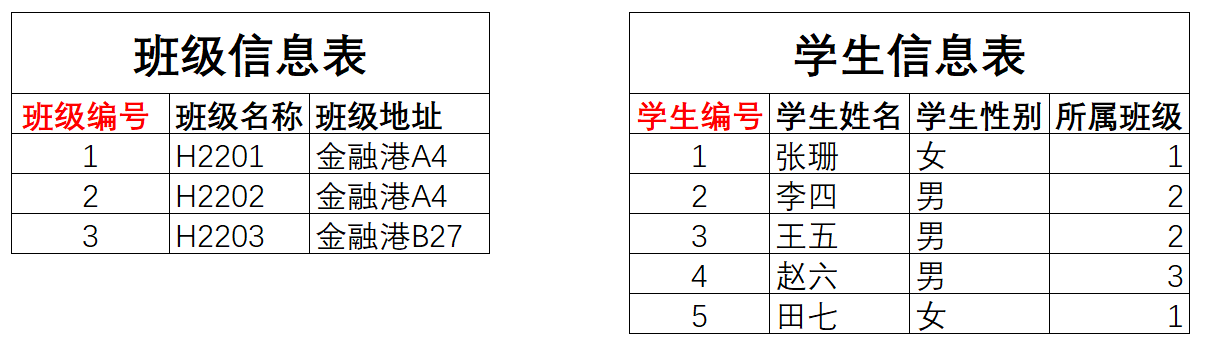 班级信息表
班级编号 班级名称 班级地址
1 H2201 金融港A4
2 H2202 金融港A4
3 H2203 金融港B27
学生信息表
学生编号 学生姓名 学生性别 所属班级
1 张珊 女 1
2 李四 男 2
3 王五 男 2
4 赵六 男 3
5 田七 女 1